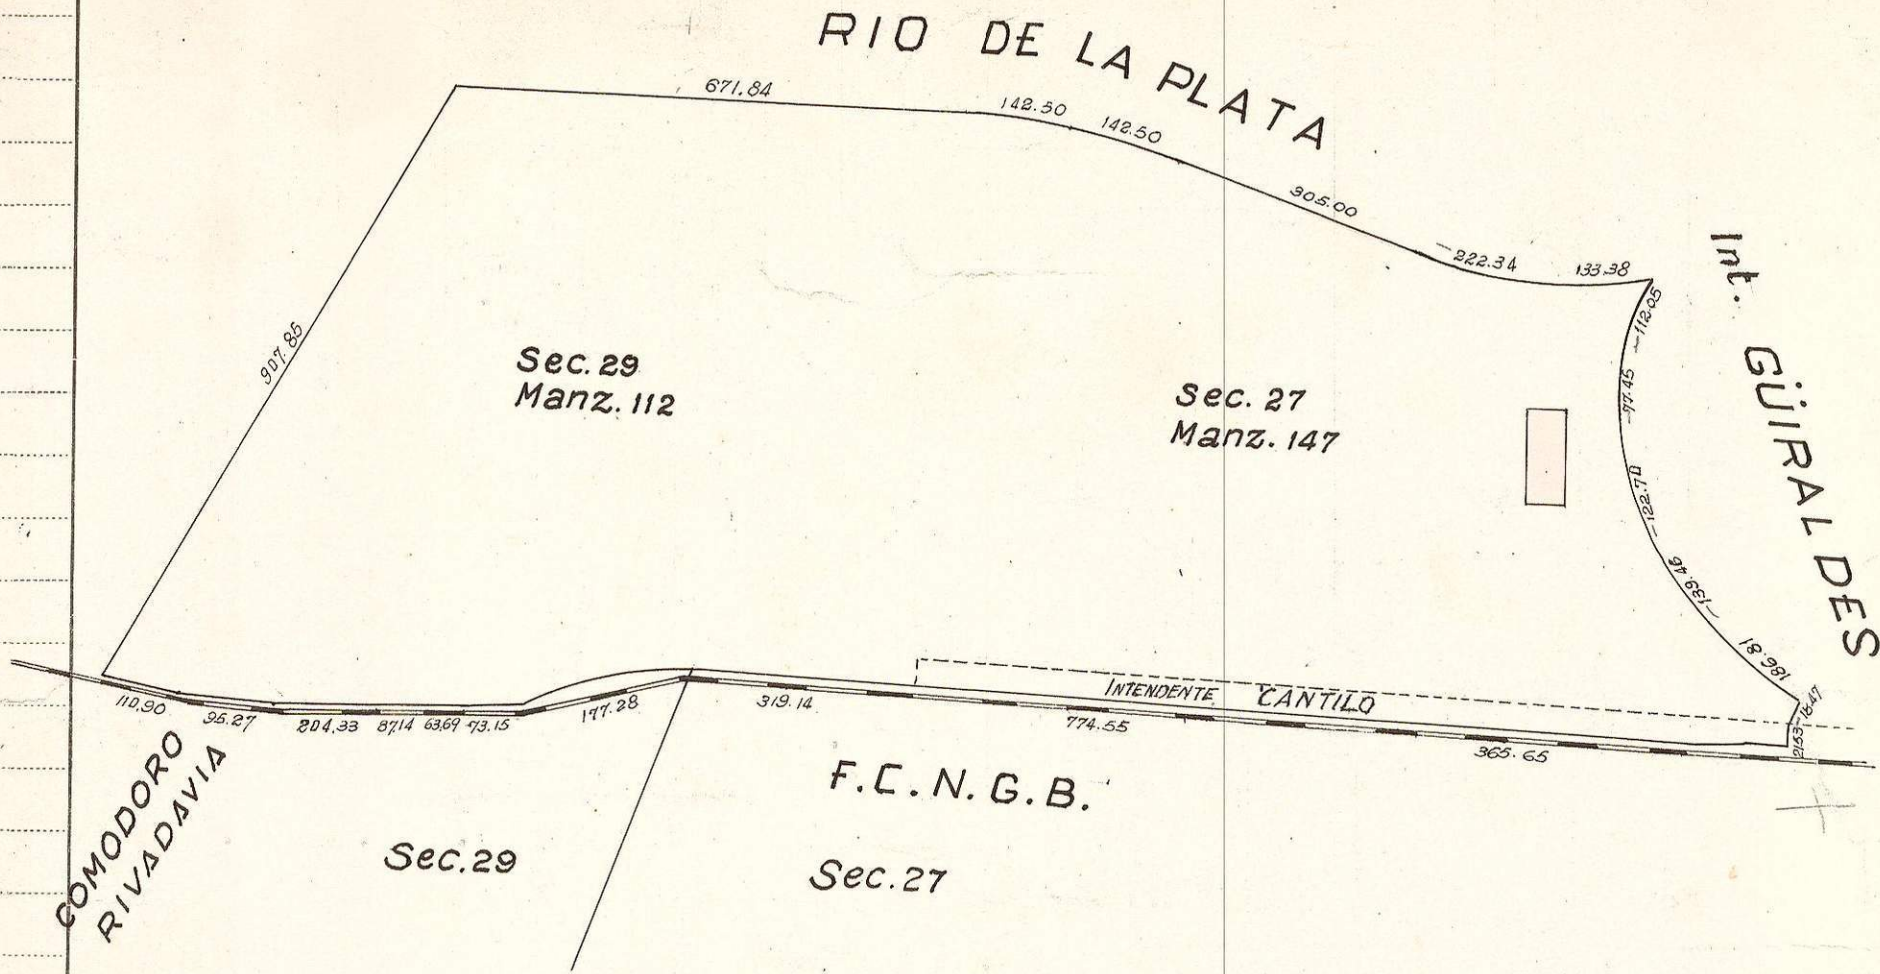 RIO DE LA PLATA
671.84
142.50
142.50
305.00
222.34
133.38
112.05
77.45
122.70
139.46
186.81
18.47
21.53
Int. GÜIRALDES
907.85
Sec. 29
Manz. 112
Sec. 27
Manz. 147
INTENDENTE CANTILO
110.90
95.27
204.33
87.14
63.69
73.15
177.28
319.14
774.55
365.65
COMODORO
RIVADAVIA
F.C.N.G.B.
Sec. 29
Sec. 27